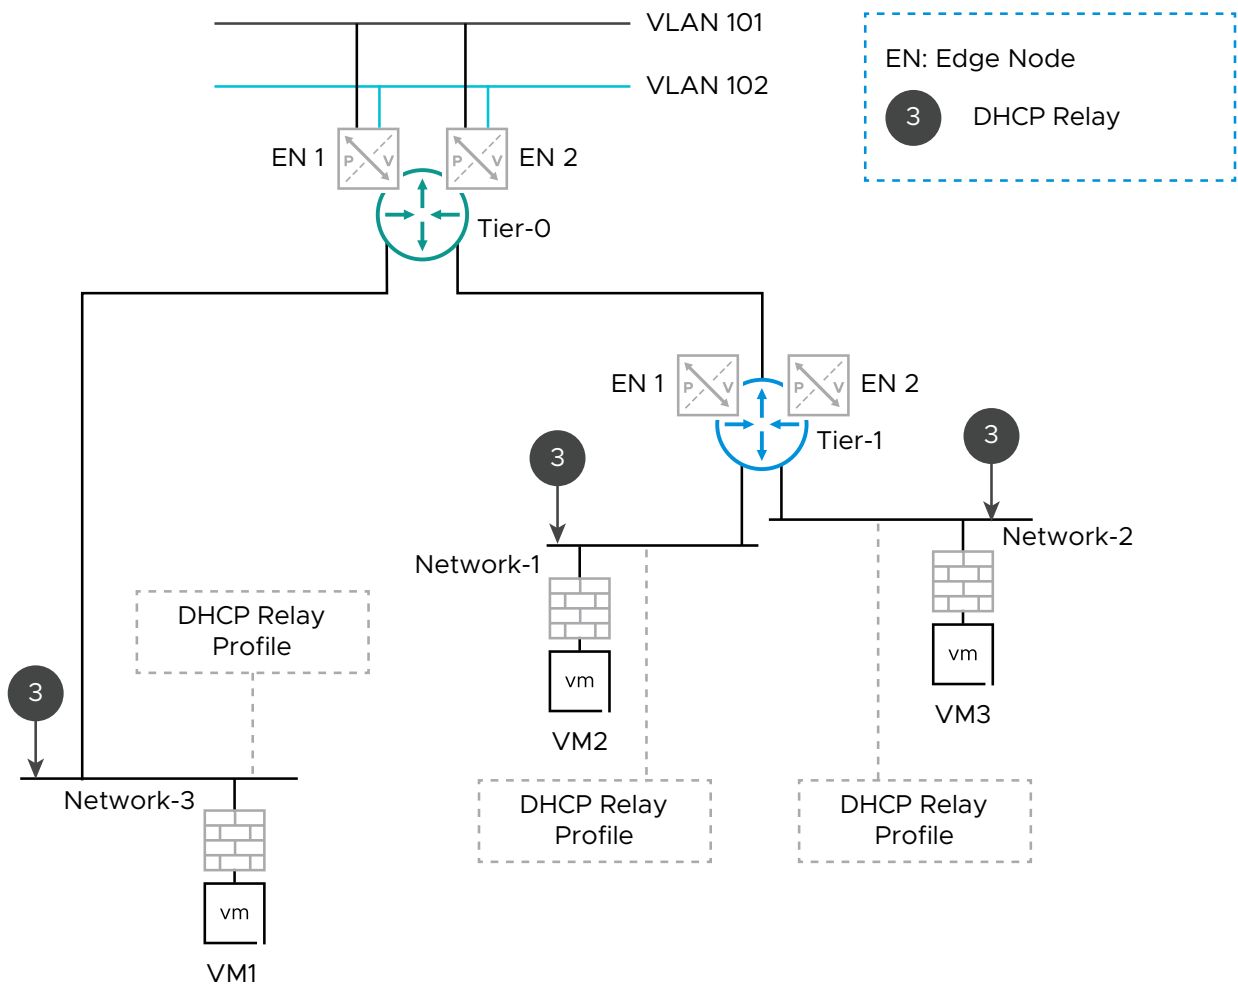 VLAN 101
VLAN 102
EN: Edge Node
3 DHCP Relay
EN 1
P V
P V
EN 2
Tier-0
EN 1
P V
P V
EN 2
Tier-1
3
3
Network-1
Network-2
DHCP Relay
Profile
vm
VM2
vm
VM3
3
Network-3
DHCP Relay
Profile
DHCP Relay
Profile
vm
VM1